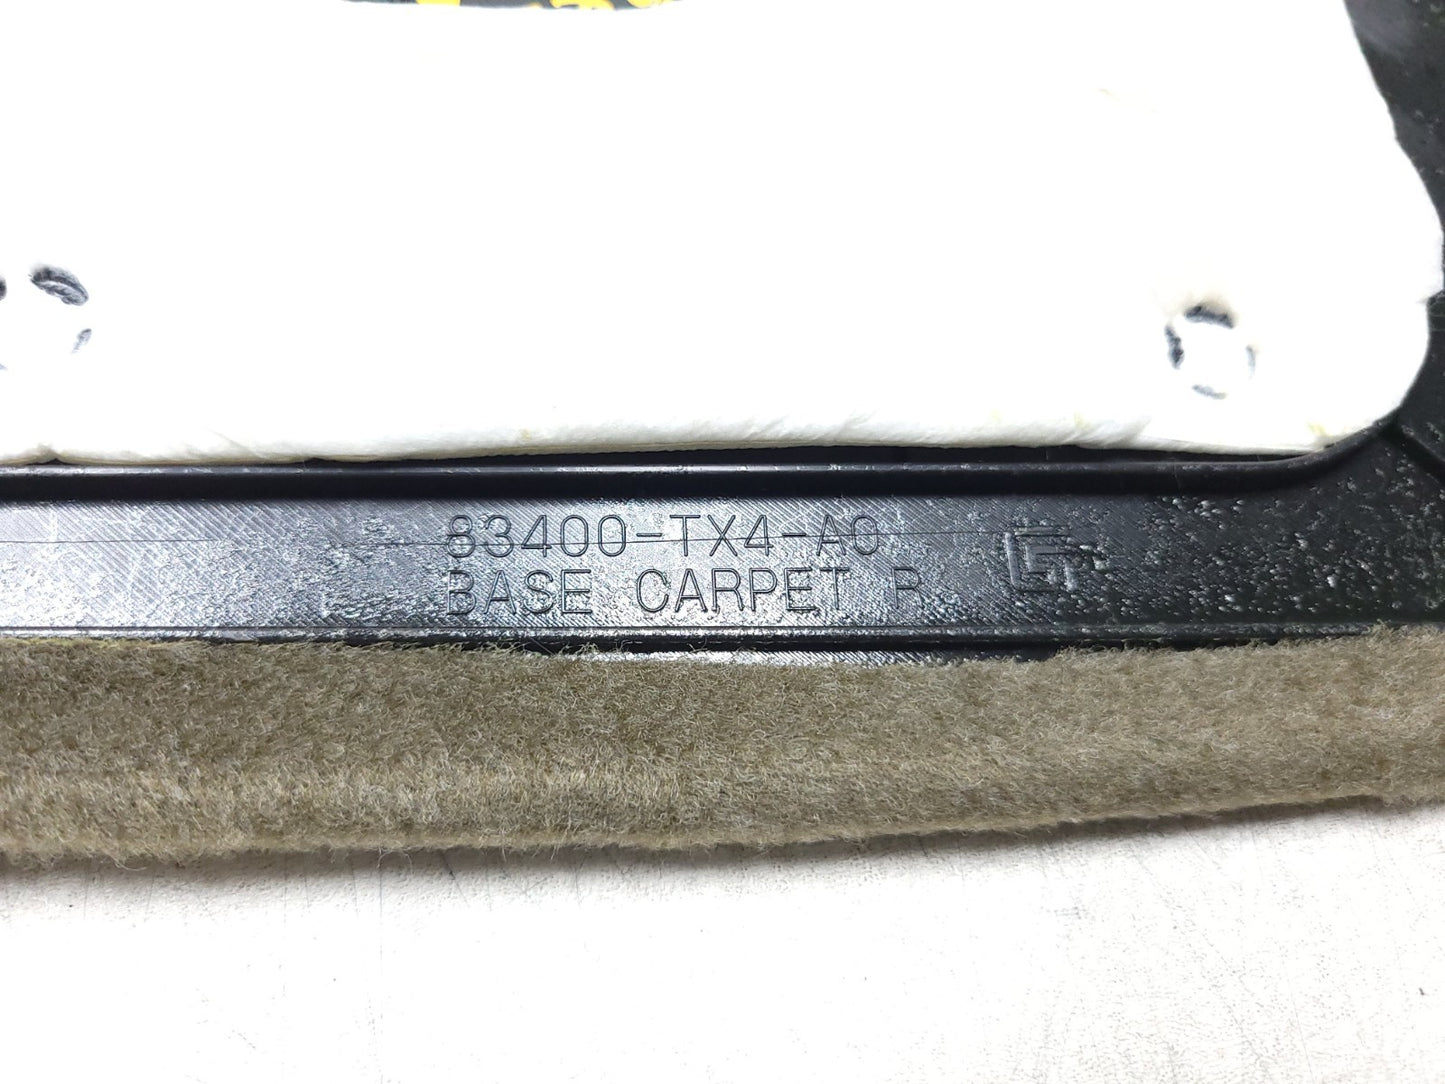 83400-TX4-A0
BASE CARPET R